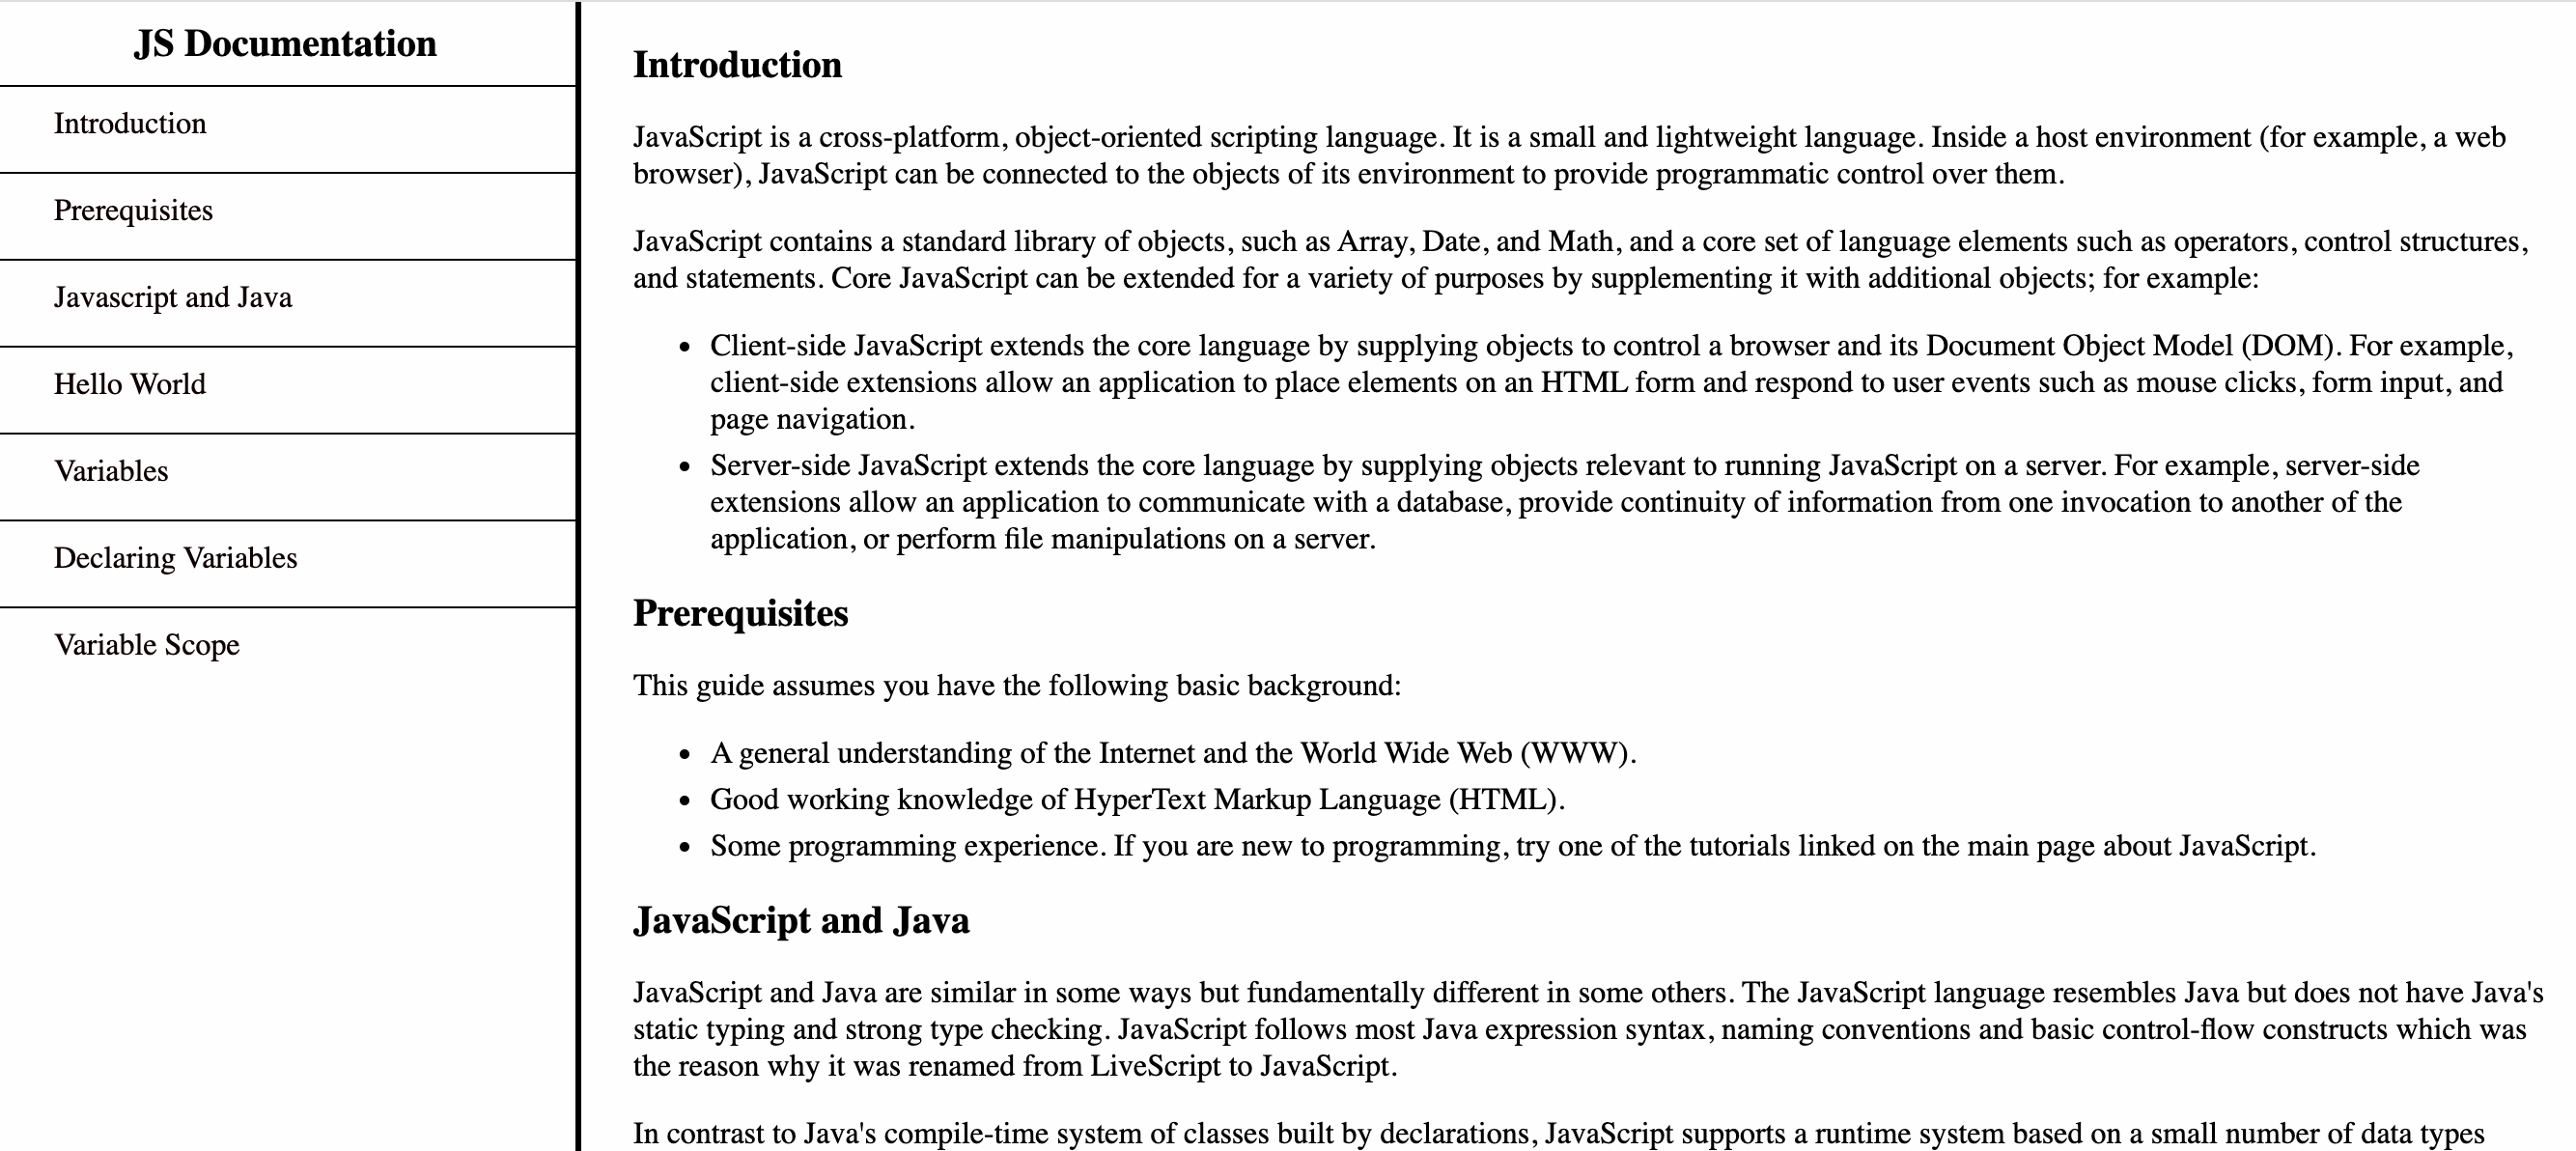 JS Documentation
Introduction
Prerequisites
Javascript and Java
Hello World
Variables
Declaring Variables
Variable Scope
Introduction
JavaScript is a cross-platform, object-oriented scripting language. It is a small and lightweight language. Inside a host environment (for example, a web
browser), JavaScript can be connected to the objects of its environment to provide programmatic control over them.
JavaScript contains a standard library of objects, such as Array, Date, and Math, and a core set of language elements such as operators, control structures,
and statements. Core JavaScript can be extended for a variety of purposes by supplementing it with additional objects; for example:
• Client-side JavaScript extends the core language by supplying objects to control a browser and its Document Object Model (DOM). For example,
client-side extensions allow an application to place elements on an HTML form and respond to user events such as mouse clicks, form input, and
page navigation.
• Server-side JavaScript extends the core language by supplying objects relevant to running JavaScript on a server. For example, server-side
extensions allow an application to communicate with a database, provide continuity of information from one invocation to another of the
application, or perform file manipulations on a server.
Prerequisites
This guide assumes you have the following basic background:
• A general understanding of the Internet and the World Wide Web (WWW).
• Good working knowledge of HyperText Markup Language (HTML).
• Some programming experience. If you are new to programming, try one of the tutorials linked on the main page about JavaScript.
JavaScript and Java
JavaScript and Java are similar in some ways but fundamentally different in some others. The JavaScript language resembles Java but does not have Java's
static typing and strong type checking. JavaScript follows most Java expression syntax, naming conventions and basic control-flow constructs which was
the reason why it was renamed from LiveScript to JavaScript.
In contrast to Java's compile-time system of classes built by declarations, JavaScript supports a runtime system based on a small number of data types